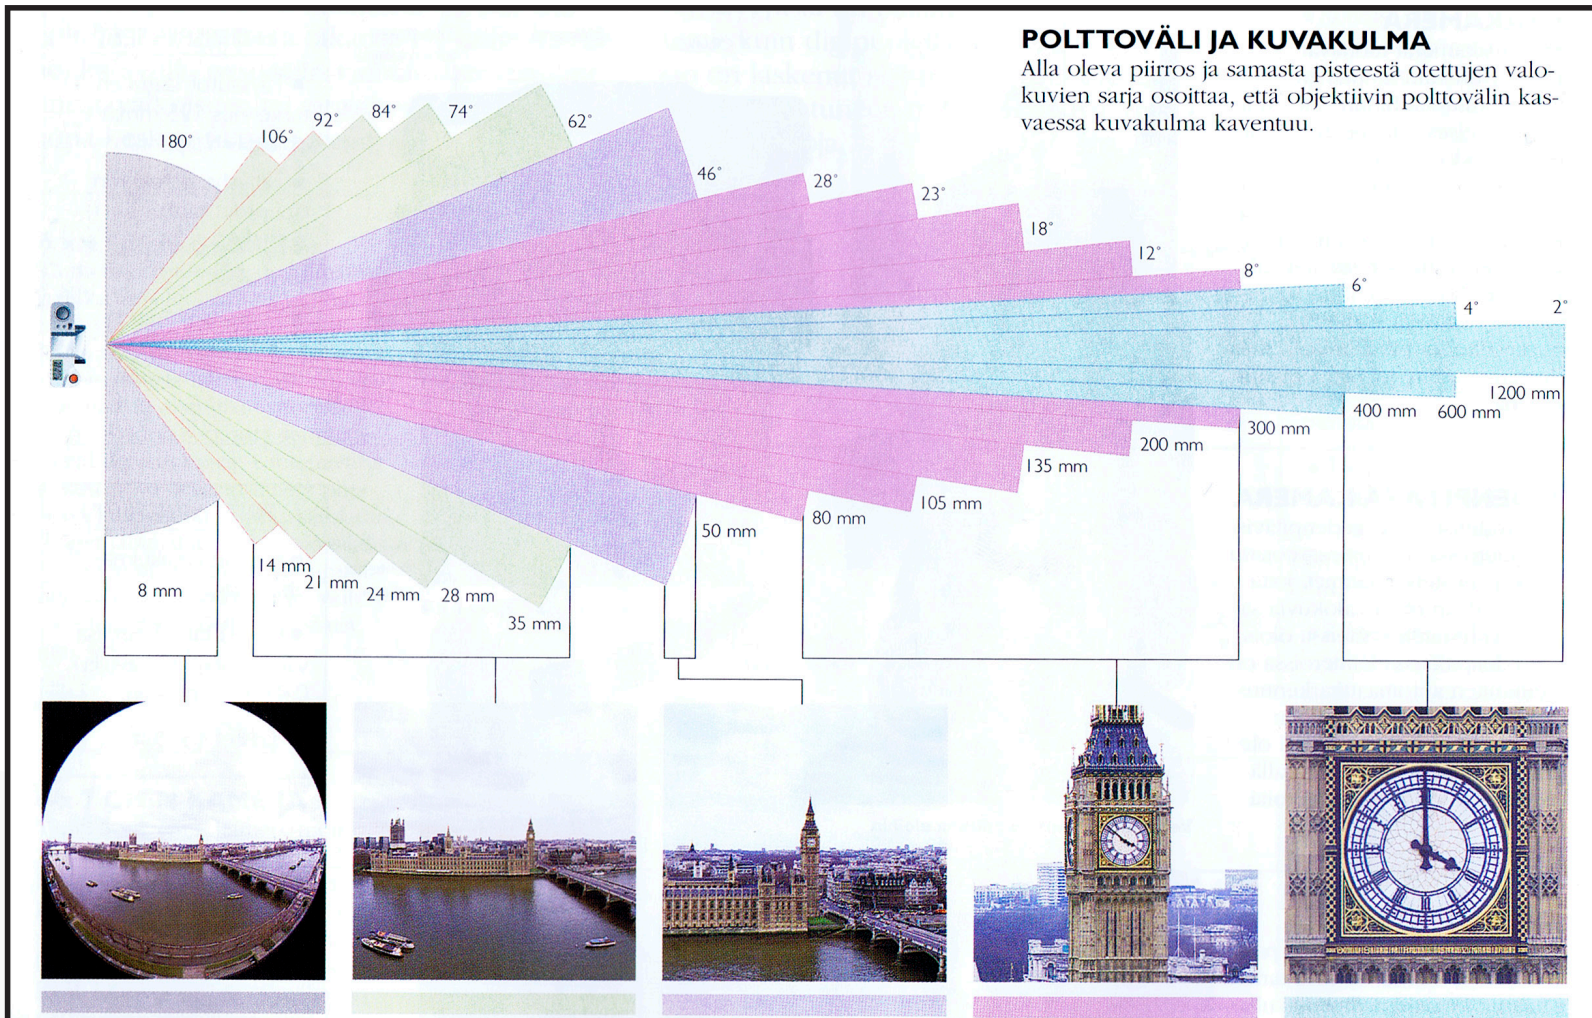 POLTTOVÄLI JA KUVAKULMA
Alla oleva piirros ja samasta pisteestä otettujen valo-
kuvien sarja osoittaa, että objektiivin polttovälin kas-
vaessa kuvakulma kaventuu.
180°
106°
92°
84°
74°
62°
46°
28°
23°
18°
12°
8°
6°
4°
2°
8 mm
14 mm
21 mm
24 mm
28 mm
35 mm
50 mm
80 mm
105 mm
135 mm
200 mm
300 mm
400 mm
600 mm
1200 mm